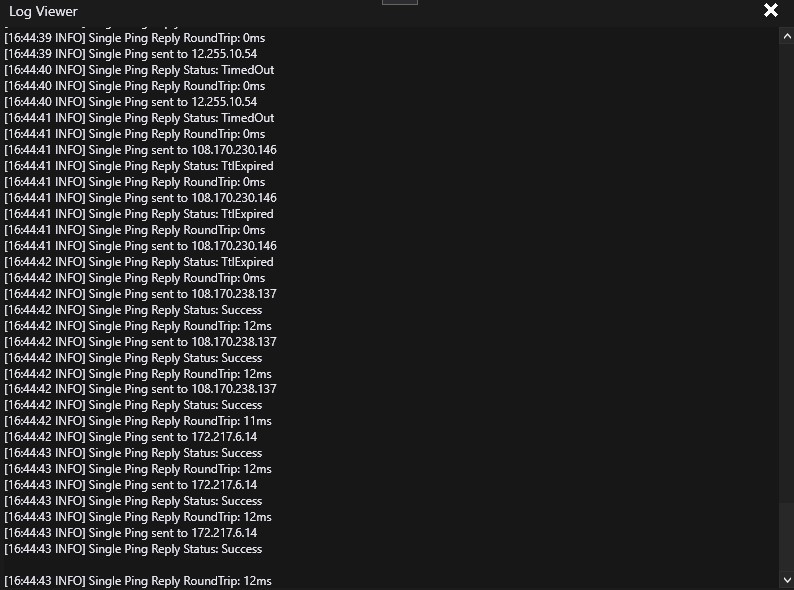 Log Viewer
[16:44:39 INFO] Single Ping Reply RoundTrip: 0ms
[16:44:39 INFO] Single Ping sent to 12.255.10.54
[16:44:40 INFO] Single Ping Reply Status: TimedOut
[16:44:40 INFO] Single Ping Reply RoundTrip: 0ms
[16:44:40 INFO] Single Ping sent to 12.255.10.54
[16:44:41 INFO] Single Ping Reply Status: TimedOut
[16:44:41 INFO] Single Ping Reply RoundTrip: 0ms
[16:44:41 INFO] Single Ping sent to 108.170.230.146
[16:44:41 INFO] Single Ping Reply Status: TtlExpired
[16:44:41 INFO] Single Ping Reply RoundTrip: 0ms
[16:44:41 INFO] Single Ping sent to 108.170.230.146
[16:44:41 INFO] Single Ping Reply Status: TtlExpired
[16:44:41 INFO] Single Ping Reply RoundTrip: 0ms
[16:44:41 INFO] Single Ping sent to 108.170.230.146
[16:44:42 INFO] Single Ping Reply Status: TtlExpired
[16:44:42 INFO] Single Ping Reply RoundTrip: 0ms
[16:44:42 INFO] Single Ping sent to 108.170.238.137
[16:44:42 INFO] Single Ping Reply Status: Success
[16:44:42 INFO] Single Ping Reply RoundTrip: 12ms
[16:44:42 INFO] Single Ping sent to 108.170.238.137
[16:44:42 INFO] Single Ping Reply Status: Success
[16:44:42 INFO] Single Ping Reply RoundTrip: 12ms
[16:44:42 INFO] Single Ping sent to 108.170.238.137
[16:44:42 INFO] Single Ping Reply Status: Success
[16:44:42 INFO] Single Ping Reply RoundTrip: 11ms
[16:44:42 INFO] Single Ping sent to 172.217.6.14
[16:44:43 INFO] Single Ping Reply Status: Success
[16:44:43 INFO] Single Ping Reply RoundTrip: 12ms
[16:44:43 INFO] Single Ping sent to 172.217.6.14
[16:44:43 INFO] Single Ping Reply Status: Success
[16:44:43 INFO] Single Ping Reply RoundTrip: 12ms
[16:44:43 INFO] Single Ping sent to 172.217.6.14
[16:44:43 INFO] Single Ping Reply Status: Success
[16:44:43 INFO] Single Ping Reply RoundTrip: 12ms